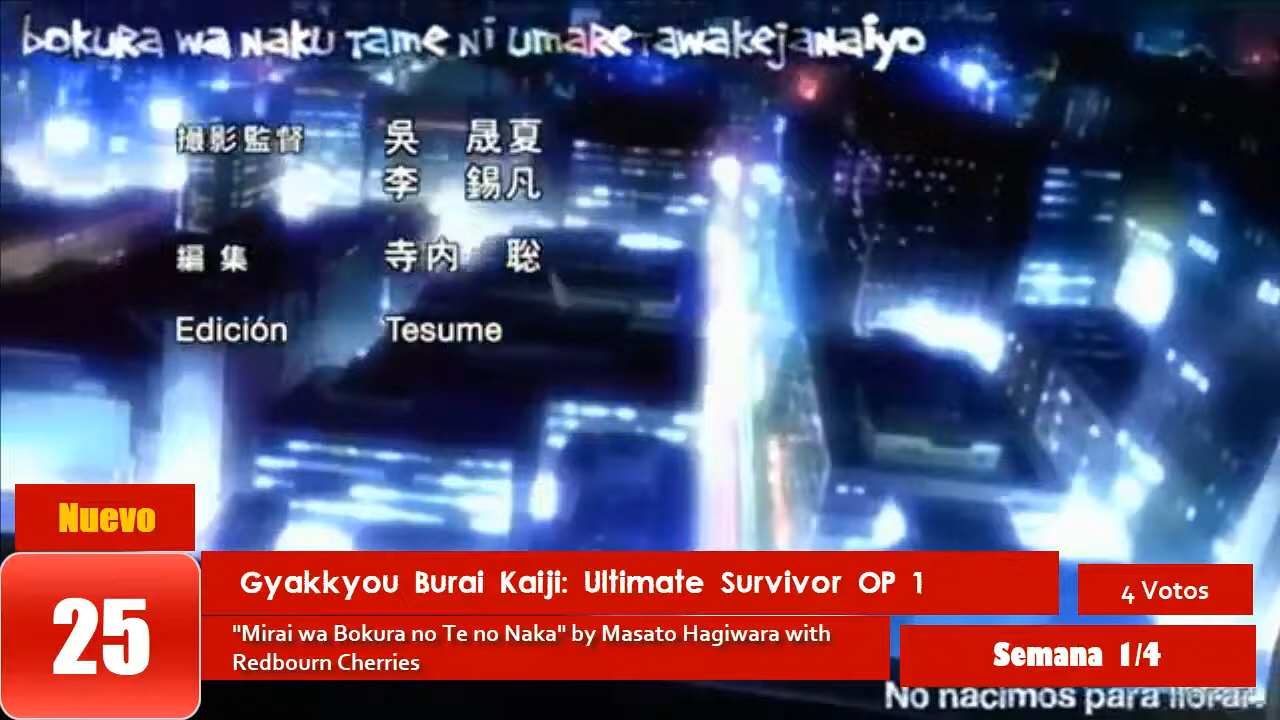 bokura wa naku tame ni umaretawakejanaiyo
撮影監督 吳 晟夏
李 錫凡
編集 寺内 聡
Edición Tesume
Nuevo
25
Gyakkyou Burai Kaiji: Ultimate Survivor OP 1
4 Votos
"Mirai wa Bokura no Te no Naka" by Masato Hagiwara with
Redbourn Cherries
Semana 1/4
No nacimos para llorar.